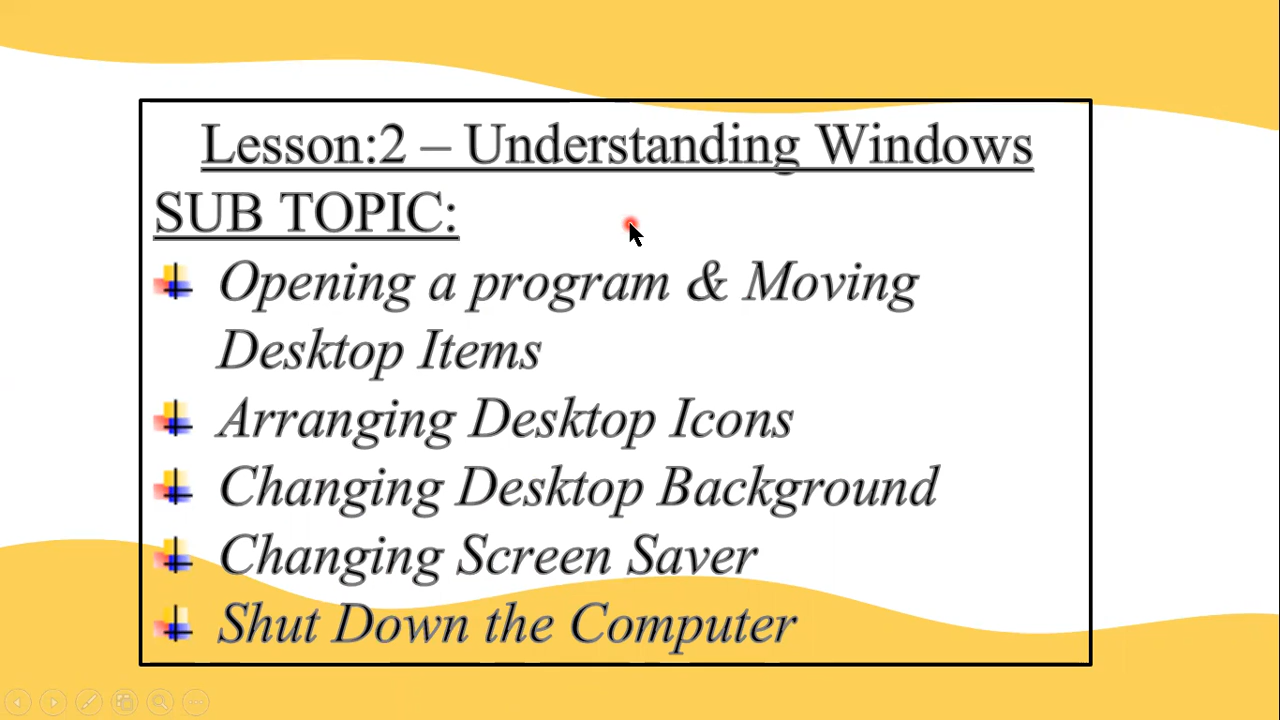 Lesson:2 – Understanding Windows
SUB TOPIC:
Opening a program & Moving
Desktop Items
Arranging Desktop Icons
Changing Desktop Background
Changing Screen Saver
Shut Down the Computer